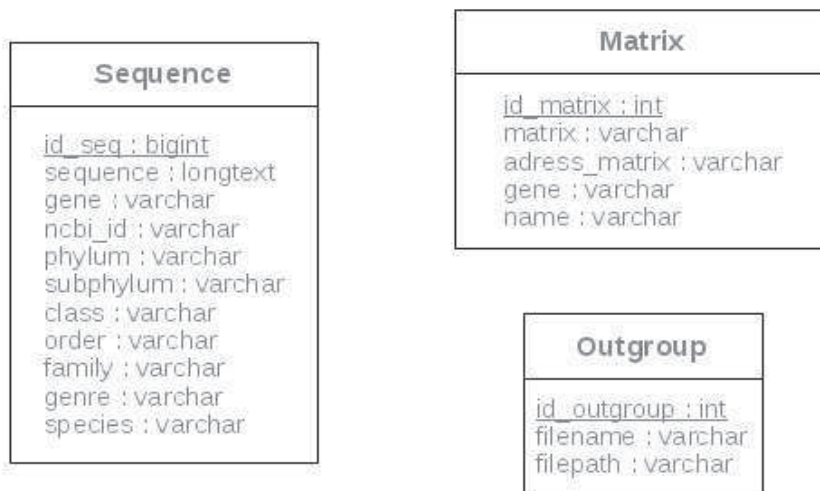 Sequence
id_seq : bigint
sequence : longtext
gene : varchar
ncbi_id : varchar
phylum : varchar
subphylum : varchar
class : varchar
order : varchar
family : varchar
genre : varchar
species : varchar
Matrix
id_matrix : int
matrix : varchar
adress_matrix : varchar
gene : varchar
name : varchar
Outgroup
id_outgroup : int
filename : varchar
filepath : varchar